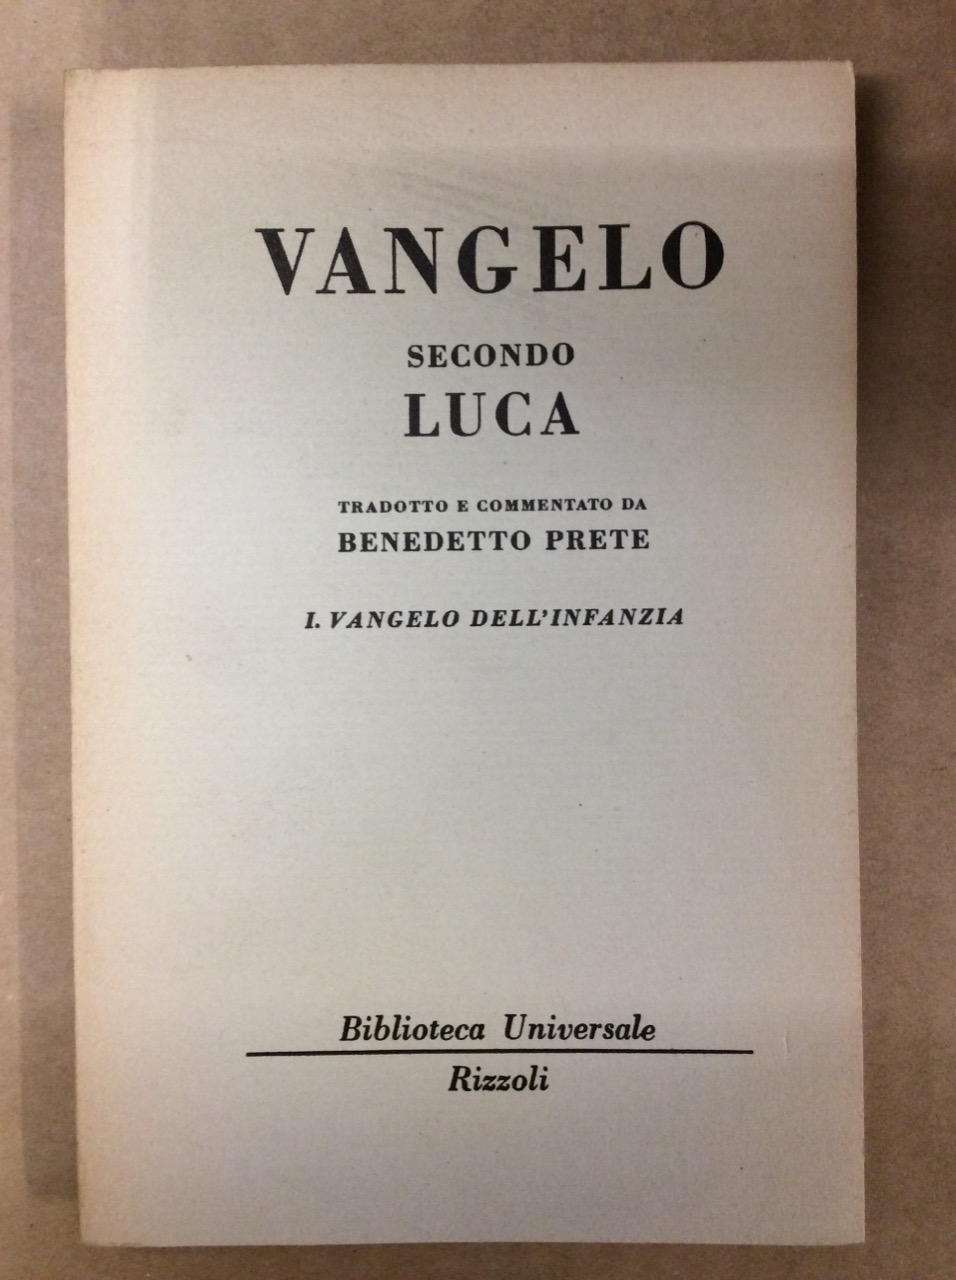 VANGELO
SECONDO
LUCA
TRADOTTO E COMMENTATO DA
BENEDETTO PRETE
I. VANGELO DELL'INFANZIA
Biblioteca Universale
Rizzoli